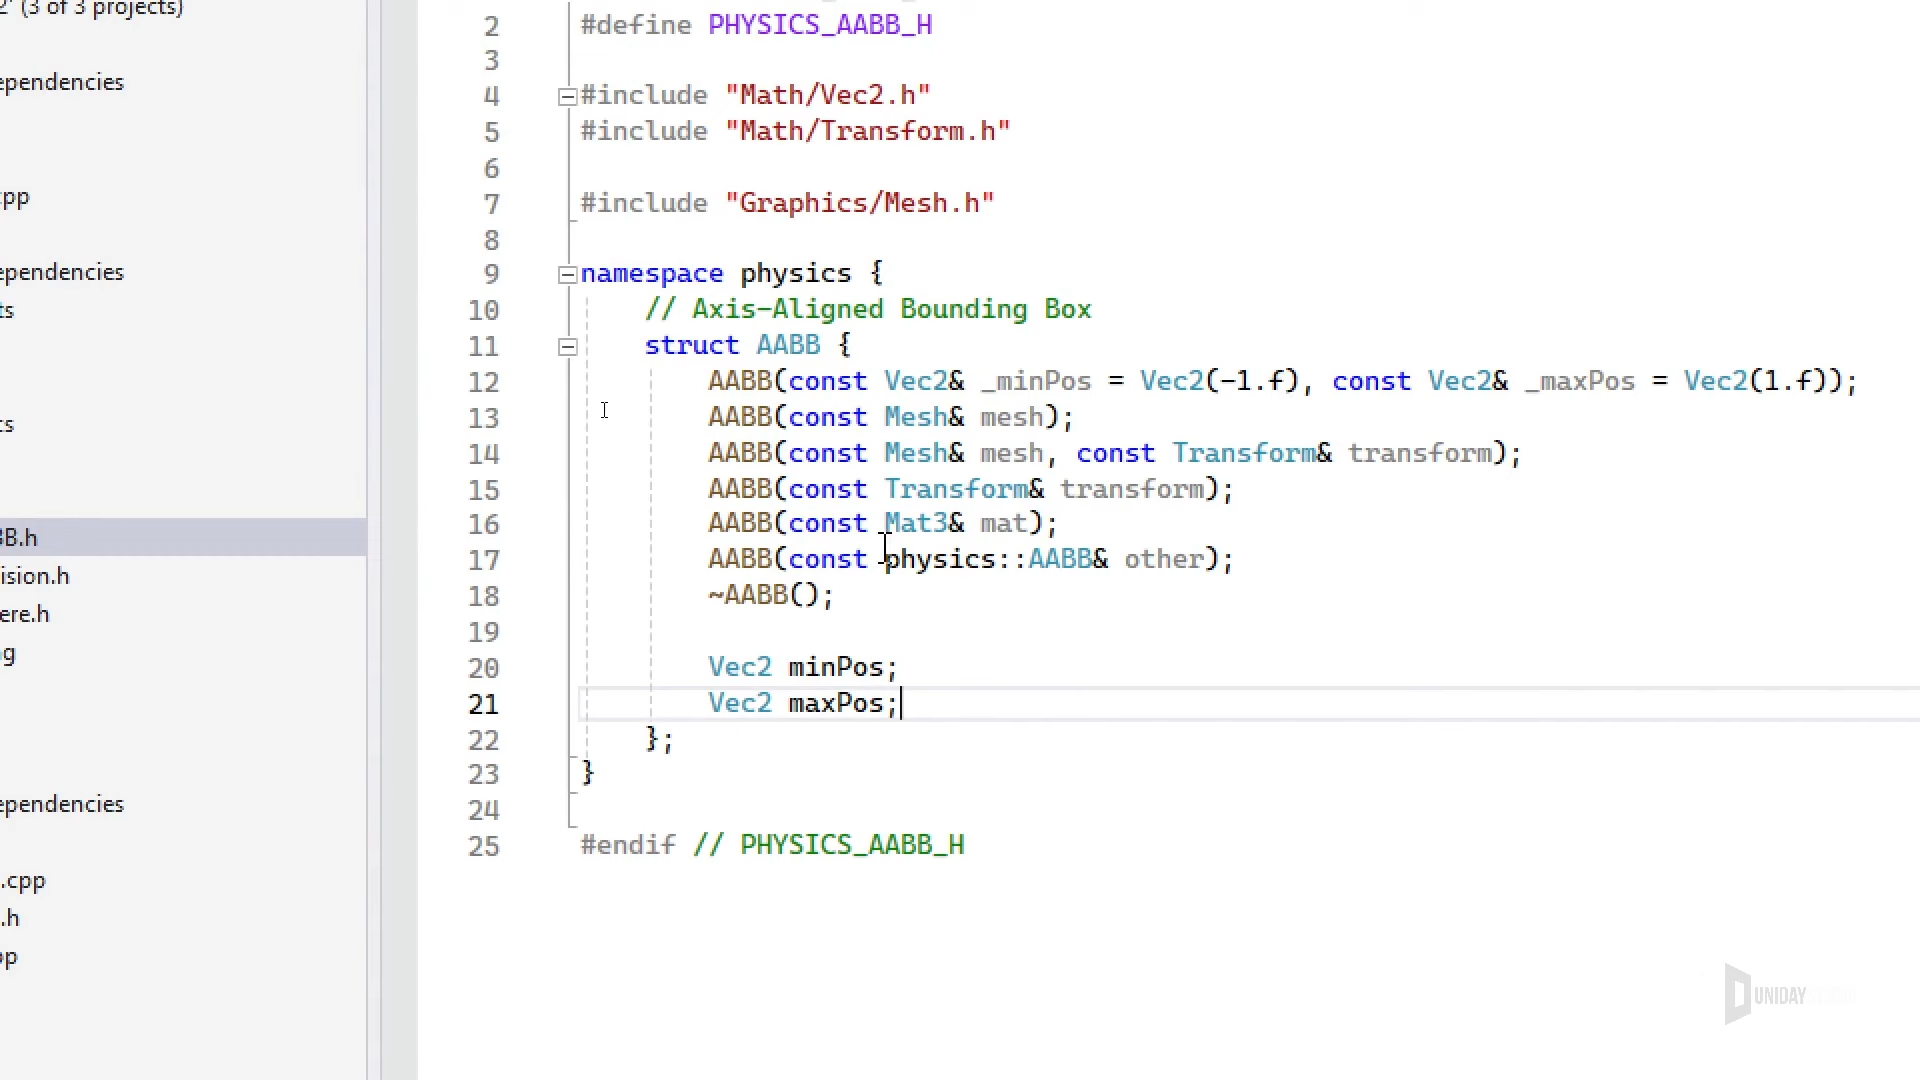 2' (3 of 3 projects)
ependencies
cpp
ependencies
ts
cs
BB.h
ision.h
ere.h
g
ependencies
.cpp
.h
pp
2 #define PHYSICS_AABB_H
3
4 #include "Math/Vec2.h"
5 #include "Math/Transform.h"
6
7 #include "Graphics/Mesh.h"
8
9 namespace physics {
10 // Axis-Aligned Bounding Box
11 struct AABB {
12 AABB(const Vec2& _minPos = Vec2(-1.f), const Vec2& _maxPos = Vec2(1.f));
13 AABB(const Mesh& mesh);
14 AABB(const Mesh& mesh, const Transform& transform);
15 AABB(const Transform& transform);
16 AABB(const Mat3& mat);
17 AABB(const physics::AABB& other);
18 ~AABB();
19
20 Vec2 minPos;
21 Vec2 maxPos;
22 };
23 }
24
25 #endif // PHYSICS_AABB_H
UNIDAY